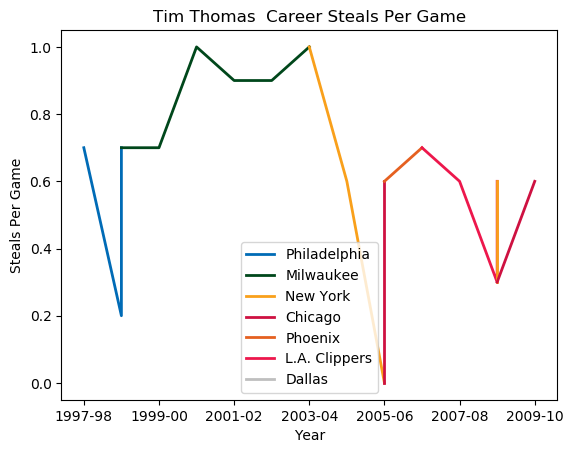 Tim Thomas  Career Steals Per Game
Steals Per Game
1.0
0.8
0.6
0.4
0.2
0.0
Philadelphia
Milwaukee
New York
Chicago
Phoenix
L.A. Clippers
Dallas
1997-98 1999-00 2001-02 2003-04 2005-06 2007-08 2009-10
Year